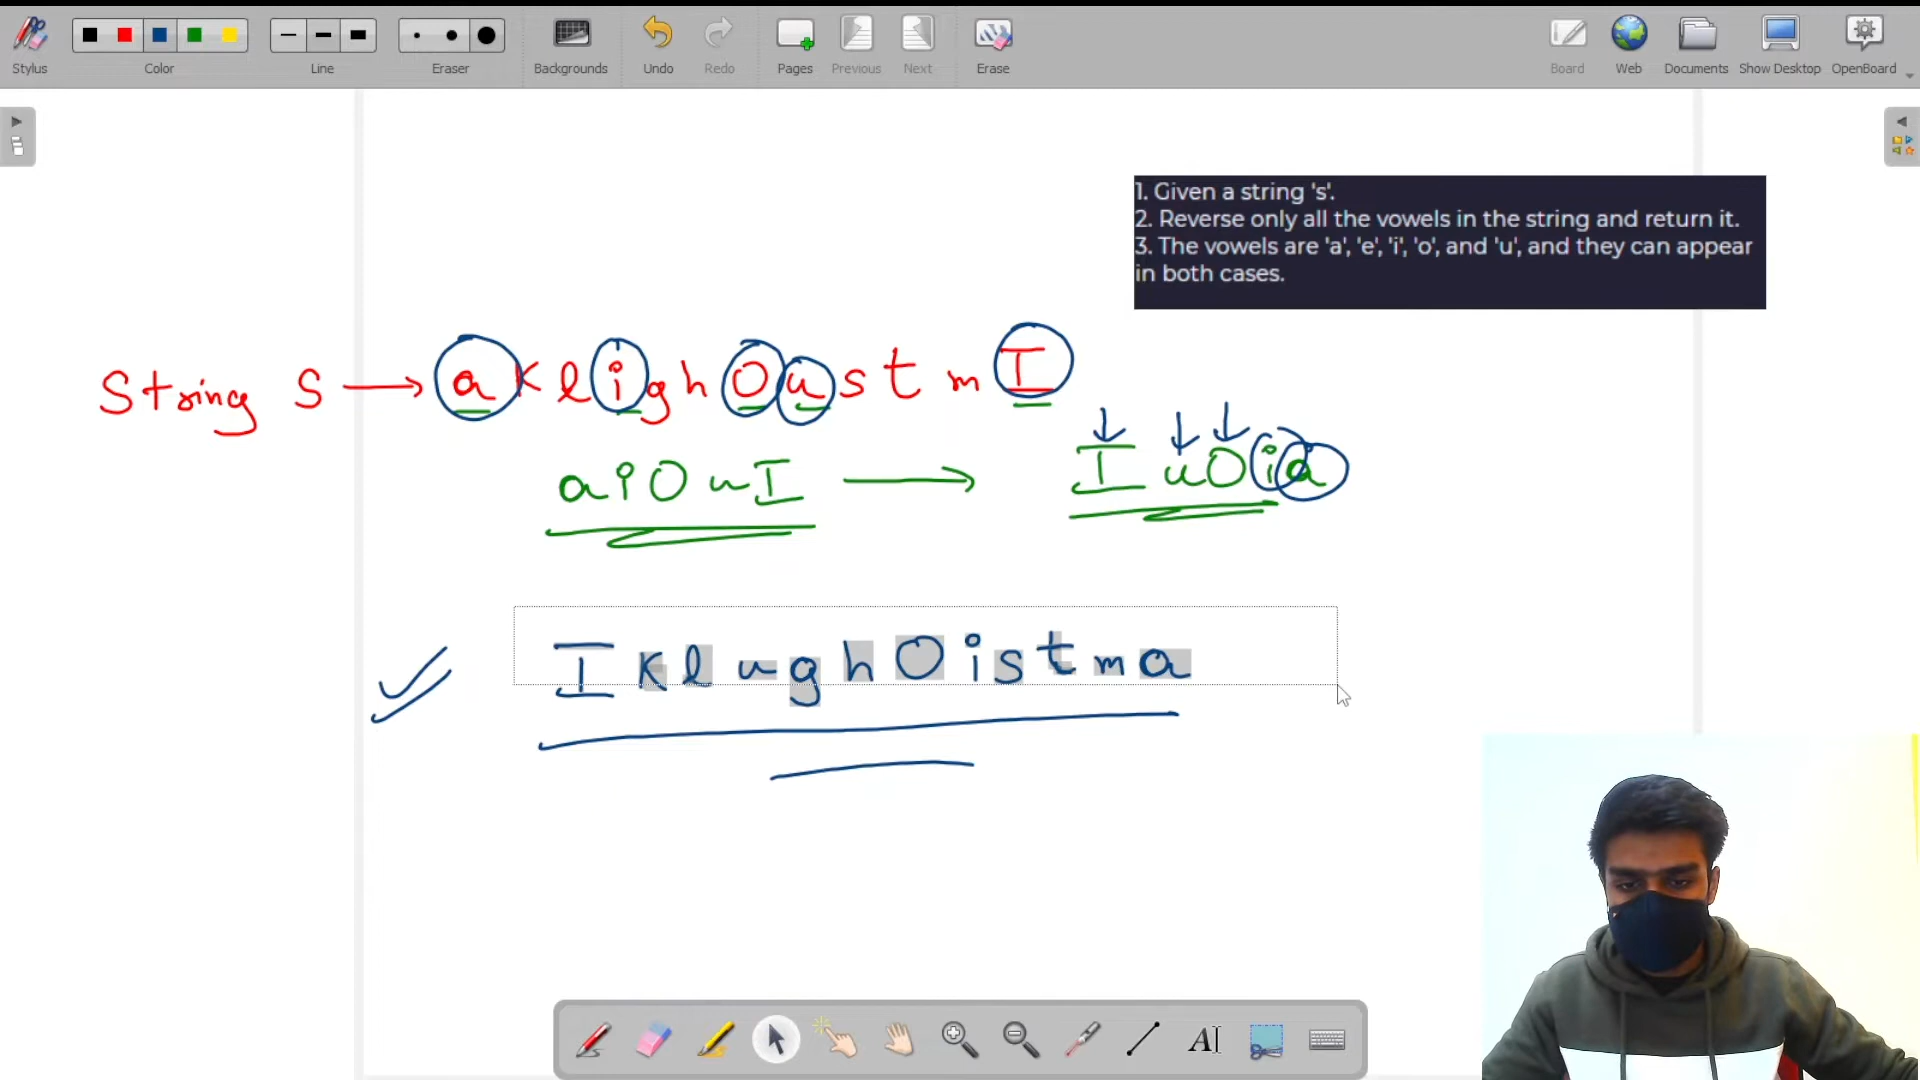 Stylus Color Line Eraser Backgrounds Undo Redo Pages Previous Next Erase Board Web Documents Show Desktop OpenBoard
1. Given a string 's'.
2. Reverse only all the vowels in the string and return it.
3. The vowels are 'a', 'e', 'i', 'o', and 'u', and they can appear
in both cases.
String S → a k l i g h O u s t m I
a i O u I → I u O i a
I k l u g h O i s t m a
AI